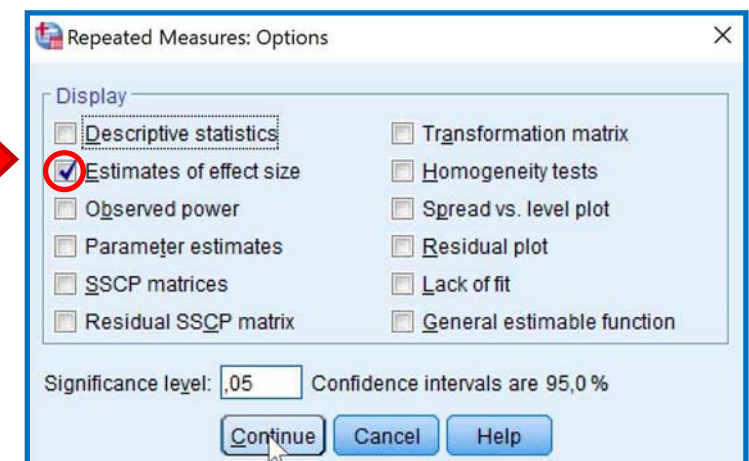 Repeated Measures: Options
Display
Descriptive statistics
Estimates of effect size
Observed power
Parameter estimates
SSCP matrices
Residual SSCP matrix
Transformation matrix
Homogeneity tests
Spread vs. level plot
Residual plot
Lack of fit
General estimable function
Significance level: ,05 Confidence intervals are 95,0 %
Continue Cancel Help